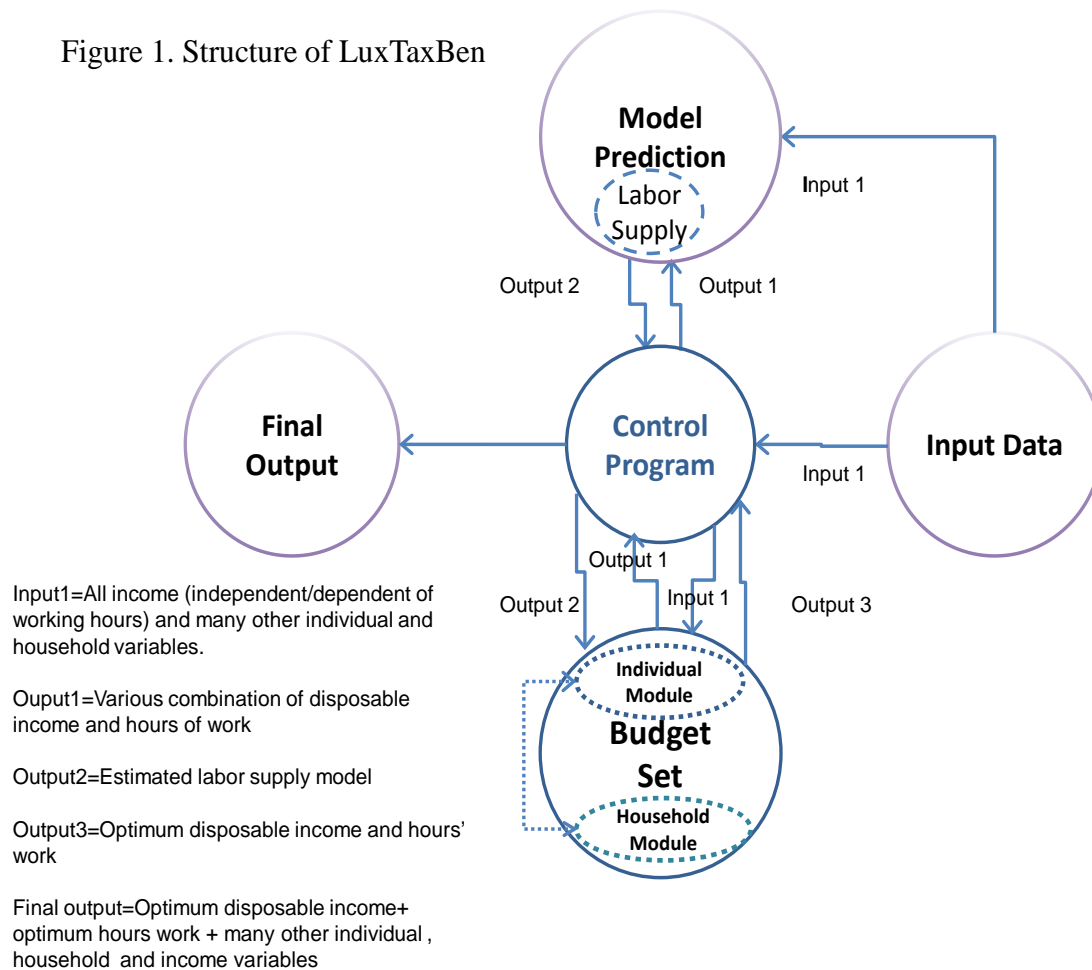 Figure 1. Structure of LuxTaxBen
Model
Prediction
Labor
Supply
Input 1
Output 2
Output 1
Final
Output
Control
Program
Input Data
Input 1
Output 1
Output 2
Input 1
Output 3
Individual
Module
Budget
Set
Household
Module
Input1=All income (independent/dependent of
working hours) and many other individual and
household variables.
Ouput1=Various combination of disposable
income and hours of work
Output2=Estimated labor supply model
Output3=Optimum disposable income and hours'
work
Final output=Optimum disposable income+
optimum hours work + many other individual ,
household and income variables